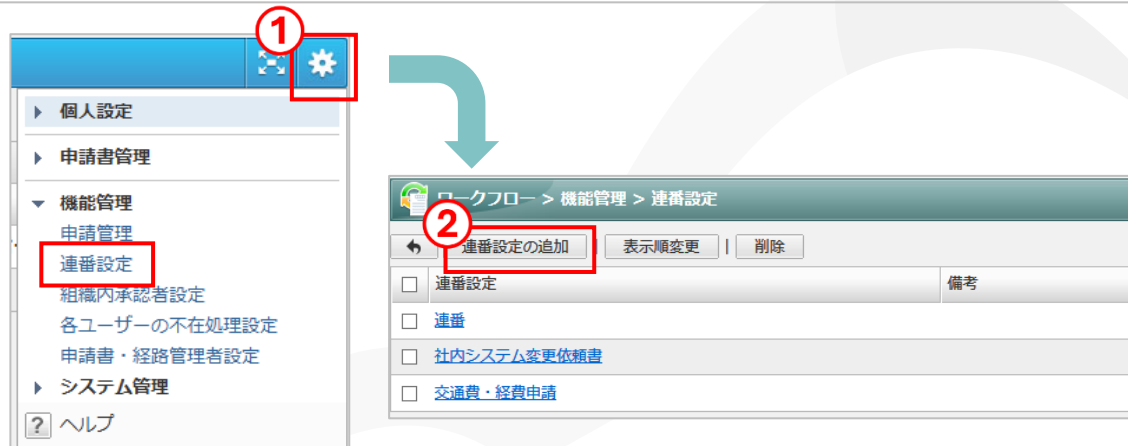 1
個人設定
申請書管理
機能管理
申請管理
連番設定
組織内承認者設定
各ユーザーの不在処理設定
申請書・経路管理者設定
システム管理
? ヘルプ
ワークフロー > 機能管理 > 連番設定
2
連番設定の追加 | 表示順変更 | 削除
連番設定 備考
連番
社内システム変更依頼書
交通費・経費申請